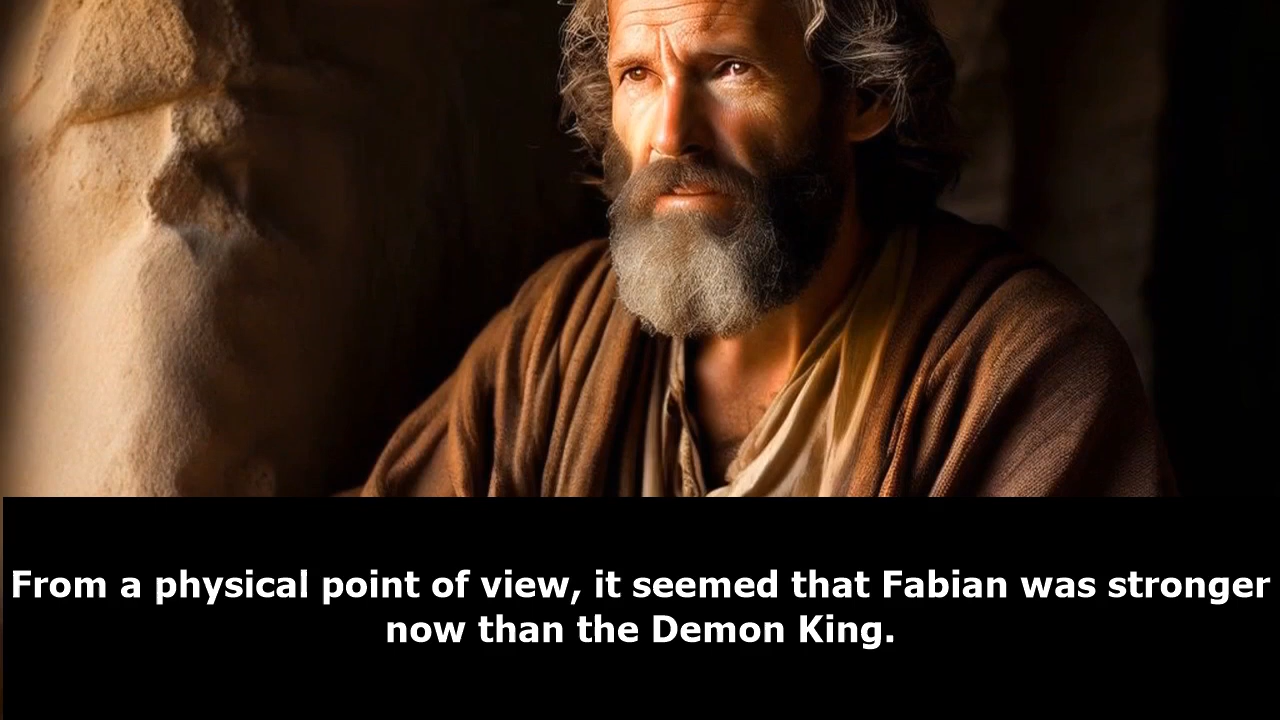 From a physical point of view, it seemed that Fabian was stronger
now than the Demon King.